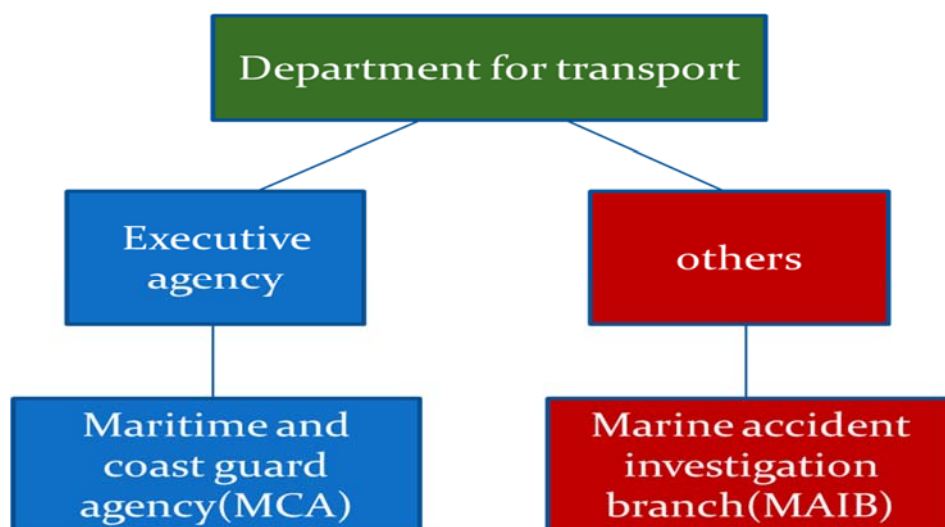 Department for transport
Executive
agency
others
Maritime and
coast guard
agency(MCA)
Marine accident
investigation
branch(MAIB)